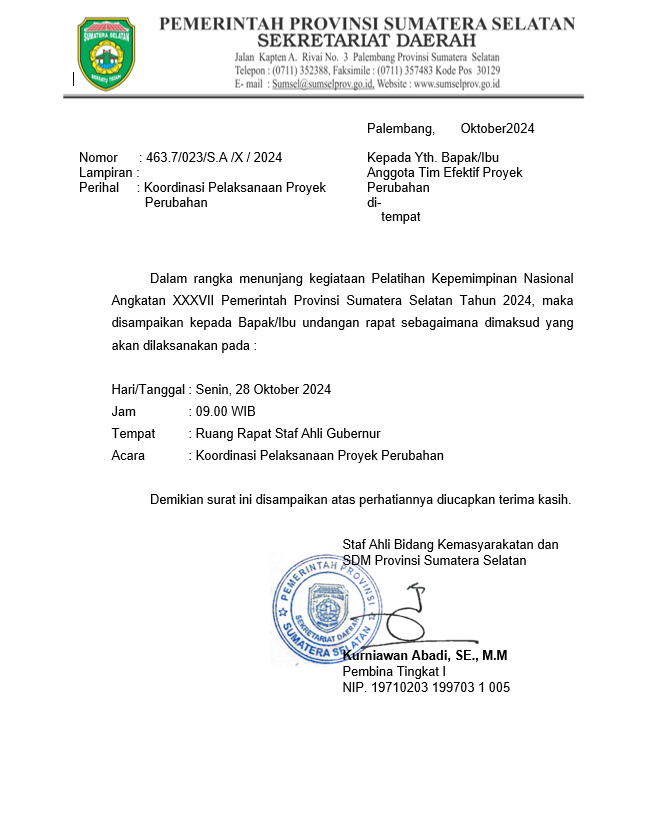 PEMERINTAH PROVINSI SUMATERA SELATAN
SEKRETARIAT DAERAH
Jalan Kapten A. Rivai No. 3 Palembang Provinsi Sumatera Selatan
Telepon : (0711) 352388, Faksimile : (0711) 357483 Kode Pos 30129
E- mail : Sumsel@sumselprov.go.id, Website : www.sumselprov.go.id
SUMATERA SELATAN
Palembang, Oktober2024
Nomor : 463.7/023/S.A /X / 2024
Lampiran :
Perihal : Koordinasi Pelaksanaan Proyek
Perubahan
Kepada Yth. Bapak/Ibu
Anggota Tim Efektif Proyek
Perubahan
di-
tempat
Dalam rangka menunjang kegiataan Pelatihan Kepemimpinan Nasional
Angkatan XXXVII Pemerintah Provinsi Sumatera Selatan Tahun 2024, maka
disampaikan kepada Bapak/Ibu undangan rapat sebagaimana dimaksud yang
akan dilaksanakan pada :
Hari/Tanggal : Senin, 28 Oktober 2024
Jam : 09.00 WIB
Tempat : Ruang Rapat Staf Ahli Gubernur
Acara : Koordinasi Pelaksanaan Proyek Perubahan
Demikian surat ini disampaikan atas perhatiannya diucapkan terima kasih.
Staf Ahli Bidang Kemasyarakatan dan
SDM Provinsi Sumatera Selatan
PEMERINTAH PROVINSI
SEKRETARIAT DAERAH
SUMATERA SELATAN
Kurniawan Abadi, SE., M.M
Pembina Tingkat I
NIP. 19710203 199703 1 005